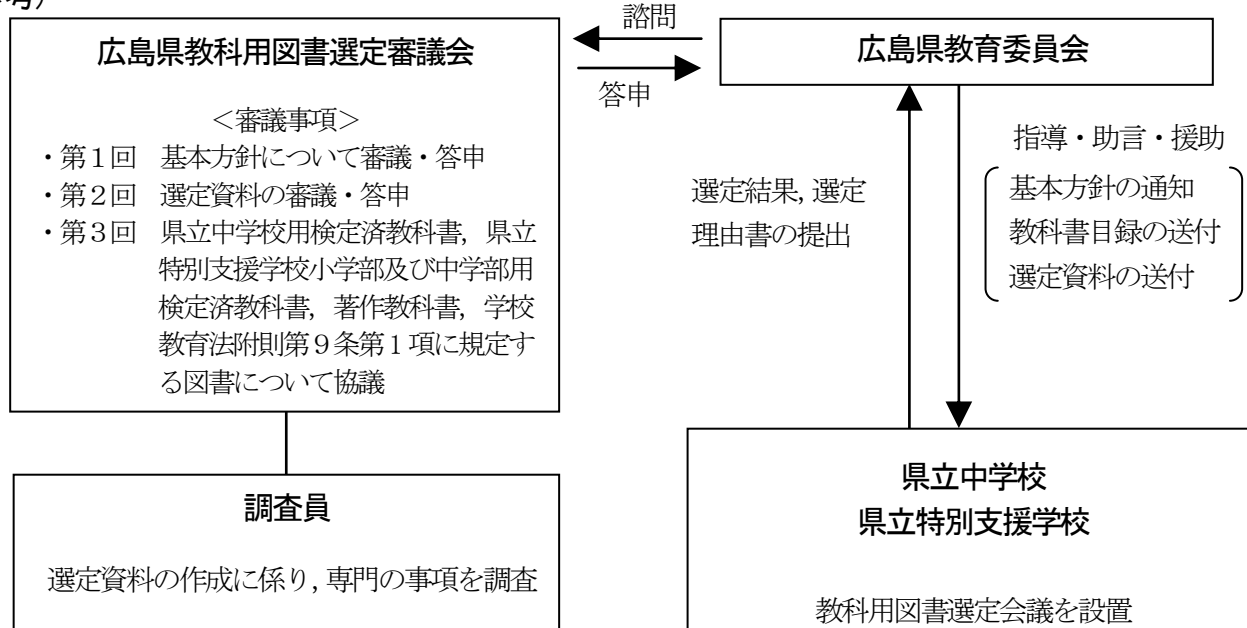 諮問
広島県教科用図書選定審議会
<審議事項>
・第1回 基本方針について審議・答申
・第2回 選定資料の審議・答申
・第3回 県立中学校用検定済教科書,県立
特別支援学校小学部及び中学部用
検定済教科書,著作教科書,学校
教育法附則第9条第1項に規定す
る図書について協議
答申
広島県教育委員会
選定結果,選定
理由書の提出
指導・助言・援助
基本方針の通知
教科書目録の送付
選定資料の送付
調査員
選定資料の作成に係り,専門の事項を調査
県立中学校
県立特別支援学校
教科用図書選定会議を設置